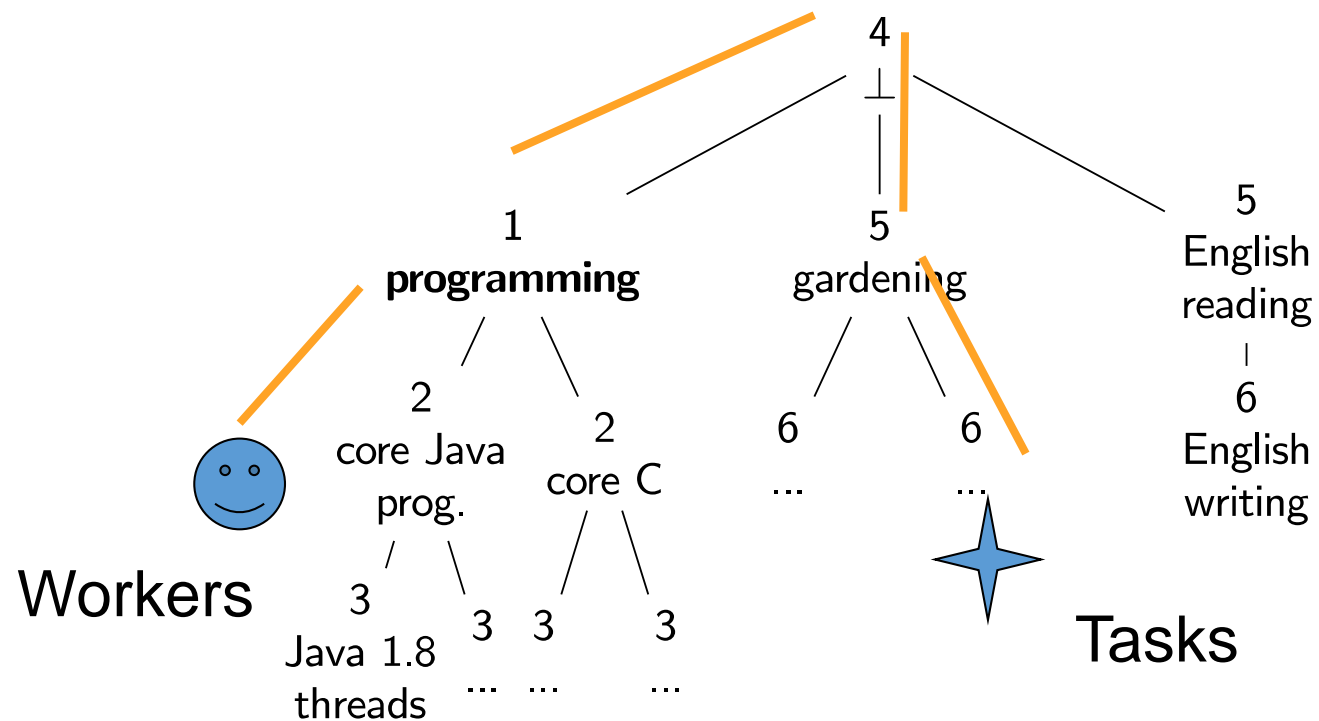 4
⊥
1
programming
5
gardening
5
English
reading
2
core Java
prog.
2
core C
6
...
6
...
6
English
writing
3
Java 1.8
threads
3
...
3
...
3
...
Workers
Tasks